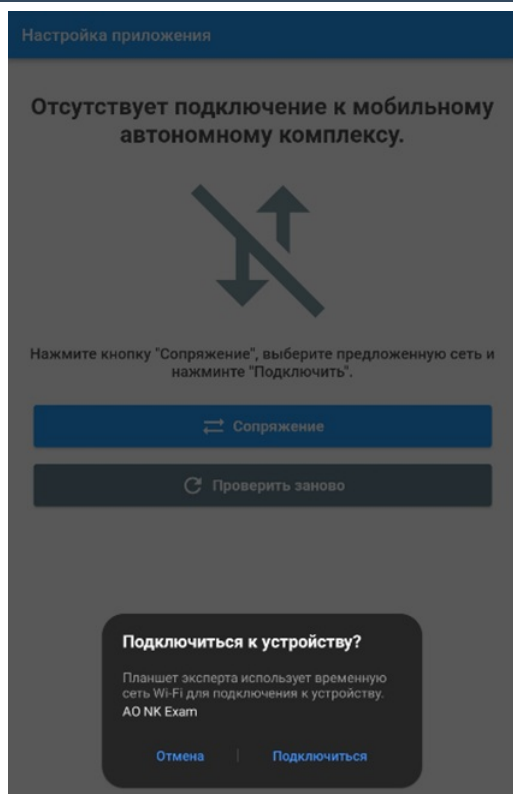 Настройка приложения
Отсутствует подключение к мобильному
автономному комплексу.
Нажмите кнопку "Сопряжение", выберите предложенную сеть и
нажминте "Подключить".
Сопряжение
Проверить заново
Подключиться к устройству?
Планшет эксперта использует временную
сеть Wi-Fi для подключения к устройству.
AO NK Exam
Отмена
Подключиться